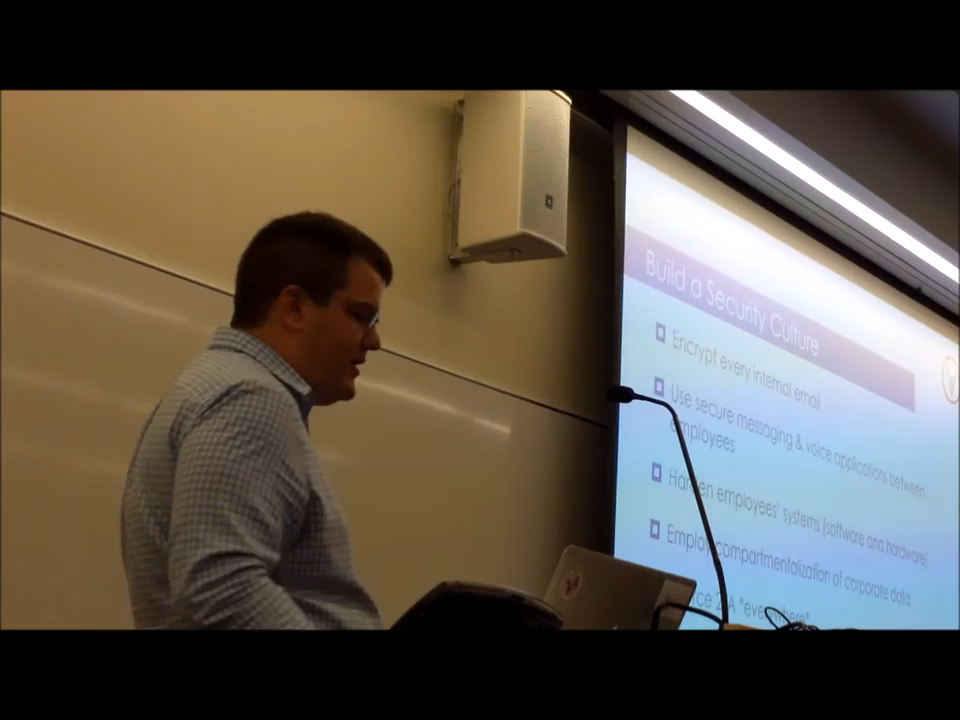 Build a Security Culture
Encrypt every internal email
Use secure messaging & voice applications between
employees
Harden employees' systems (software and hardware)
Employ compartmentalization of corporate data
"everywhere"